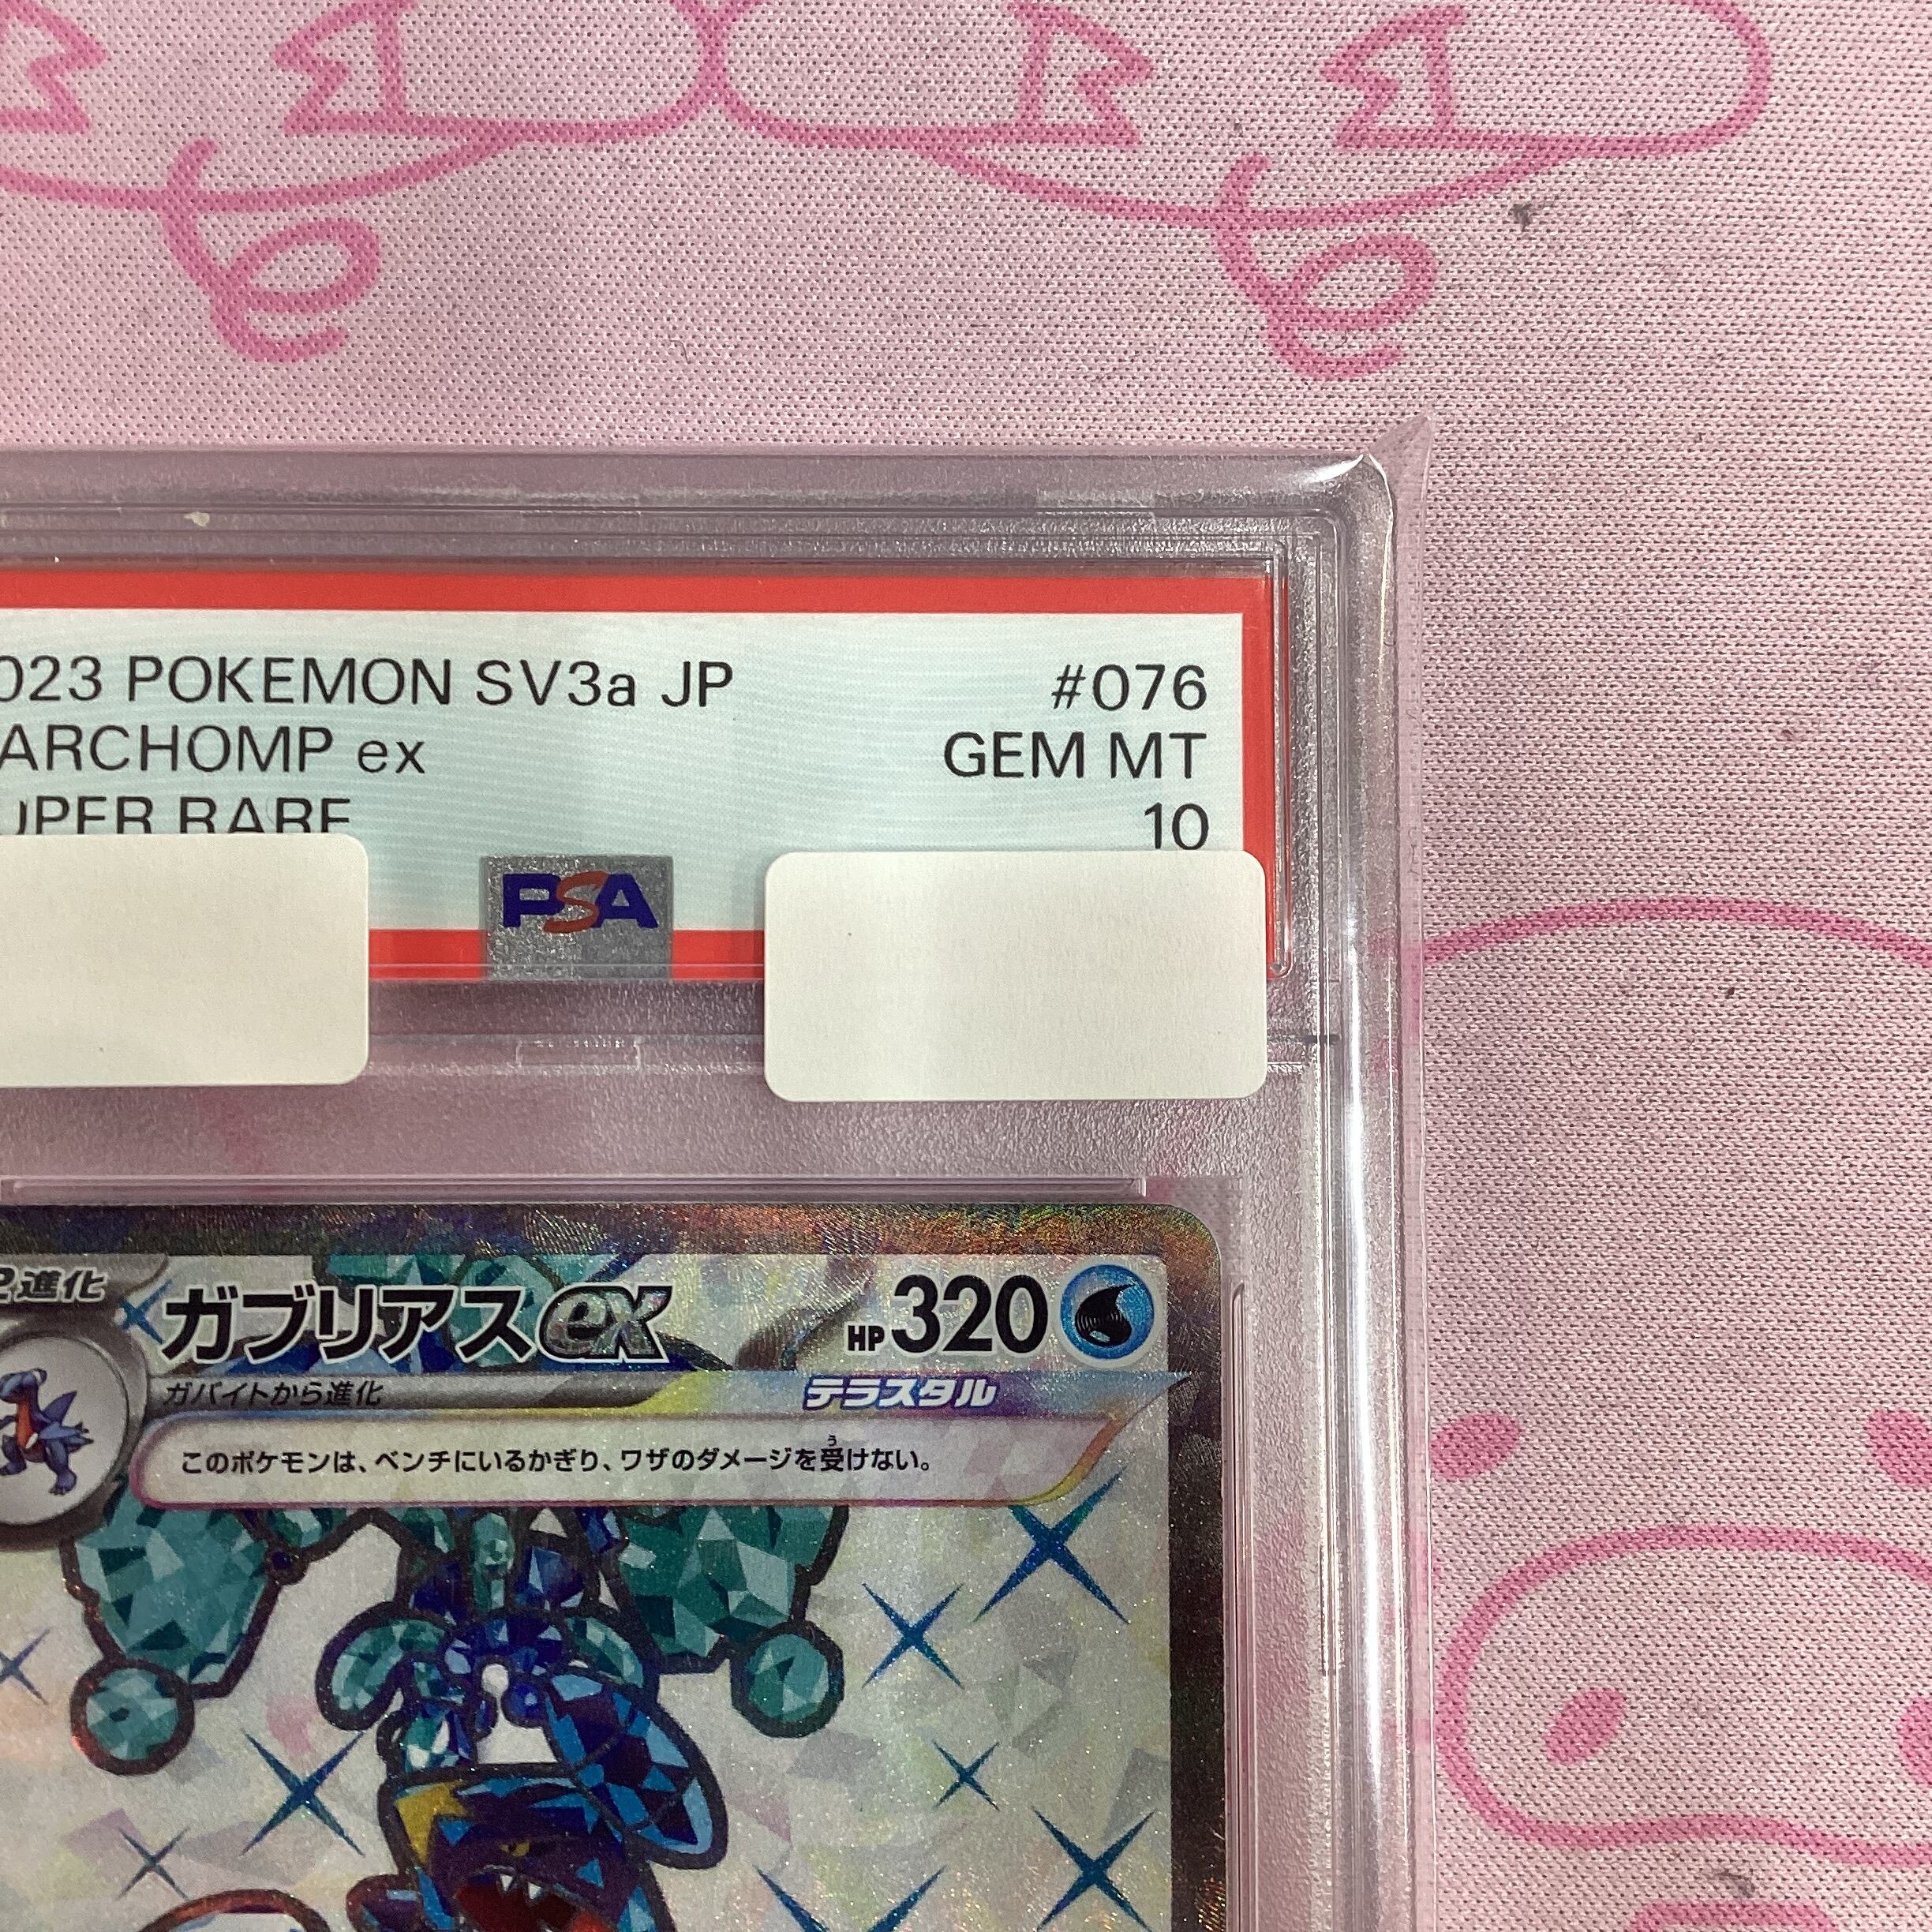 023 POKEMON SV3a JP #076
ARCHOMP ex GEM MT
UPER RARE 10
PSA
2進化 ガブリアスex HP320
ガバイトから進化 テラスタル
このポケモンは、ベンチにいるかぎり、ワザのダメージを受けない。